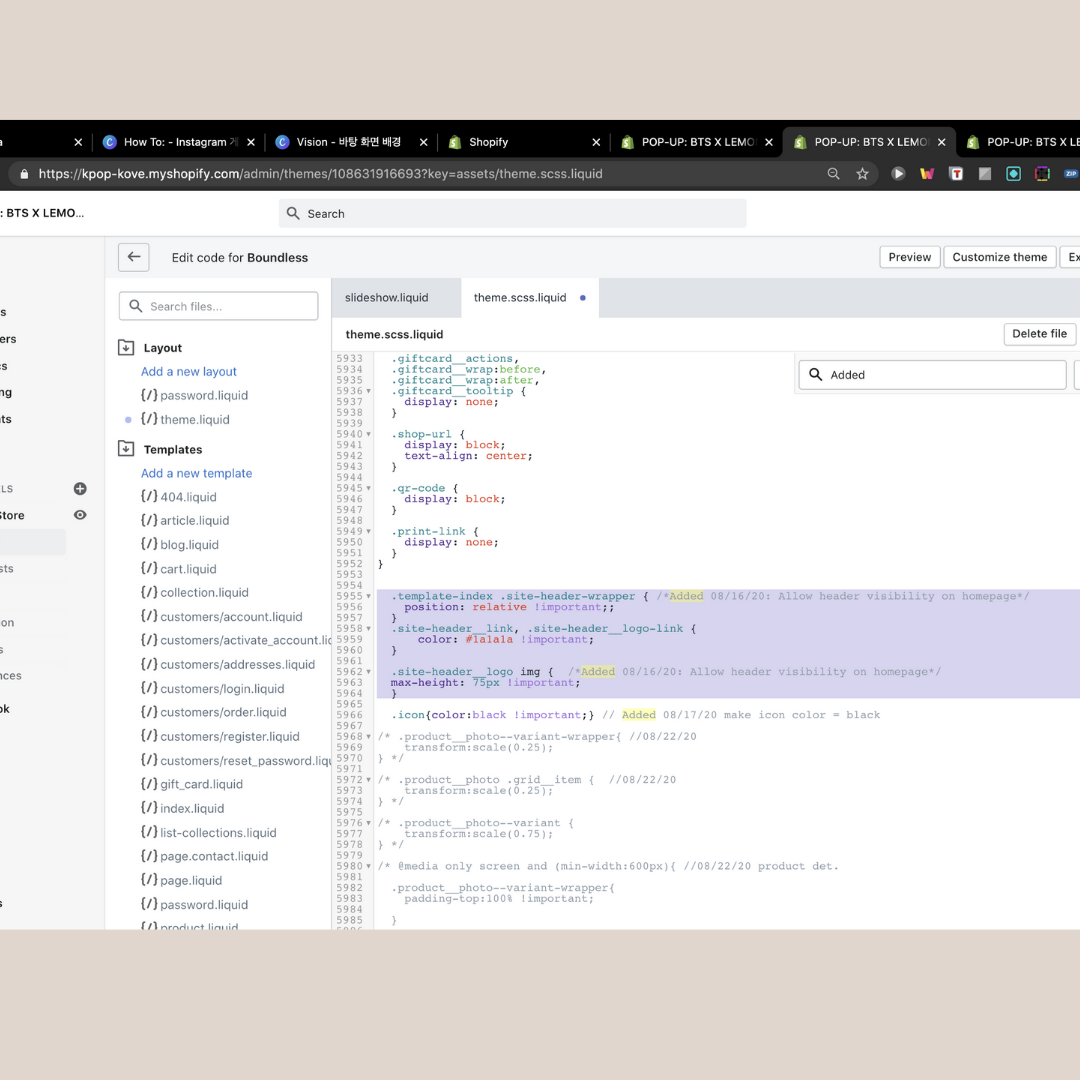 a
How To: - Instagram 
Vision - 바탕 화면 배경
Shopify
POP-UP: BTS X LEMO
POP-UP: BTS X LEMO
POP-UP: BTS X LE
https://kpop-kove.myshopify.com/admin/themes/108631916693?key=assets/theme.scss.liquid
W
T
ZIP
: BTS X LEMO...
Search
Edit code for Boundless
Preview
Customize theme
Ex
s
ers
s
ng
ts
LS
Store
sts
on
s
nces
ok
s
Search files...
Layout
Add a new layout
{/} password.liquid
{/} theme.liquid
Templates
Add a new template
{/} 404.liquid
{/} article.liquid
{/} blog.liquid
{/} cart.liquid
{/} collection.liquid
{/} customers/account.liquid
{/} customers/activate_account.lic
{/} customers/addresses.liquid
{/} customers/login.liquid
{/} customers/order.liquid
{/} customers/register.liquid
{/} customers/reset_password.liqu
{/} gift_card.liquid
{/} index.liquid
{/} list-collections.liquid
{/} page.contact.liquid
{/} page.liquid
{/} password.liquid
{/} product.liquid
slideshow.liquid
theme.scss.liquid
theme.scss.liquid
Delete file
Added
5933 .giftcard__actions,
5934 .giftcard__wrap:before,
5935 .giftcard__wrap:after,
5936 .giftcard__tooltip {
5937 display: none;
5938 }
5939
5940 .shop-url {
5941 display: block;
5942 text-align: center;
5943 }
5944
5945 .qr-code {
5946 display: block;
5947 }
5948
5949 .print-link {
5950 display: none;
5951 }
5952 }
5953
5954
5955 .template-index .site-header-wrapper { /*Added 08/16/20: Allow header visibility on homepage*/
5956 position: relative !important;;
5957 }
5958 .site-header__link, .site-header__logo-link {
5959 color: #1a1a1a !important;
5960 }
5961
5962 .site-header__logo img { /*Added 08/16/20: Allow header visibility on homepage*/
5963 max-height: 75px !important;
5964 }
5965
5966 .icon{color:black !important;} // Added 08/17/20 make icon color = black
5967
5968 /* .product__photo-variant-wrapper{ //08/22/20
5969 transform:scale(0.25);
5970 } */
5971
5972 /* .product__photo .grid__item { //08/22/20
5973 transform:scale(0.25);
5974 } */
5975
5976 /* .product__photo--variant {
5977 transform:scale(0.75);
5978 } */
5979
5980 /* @media only screen and (min-width:600px){ //08/22/20 product det.
5981
5982 .product__photo--variant-wrapper{
5983 padding-top:100% !important;
5984
5985 }